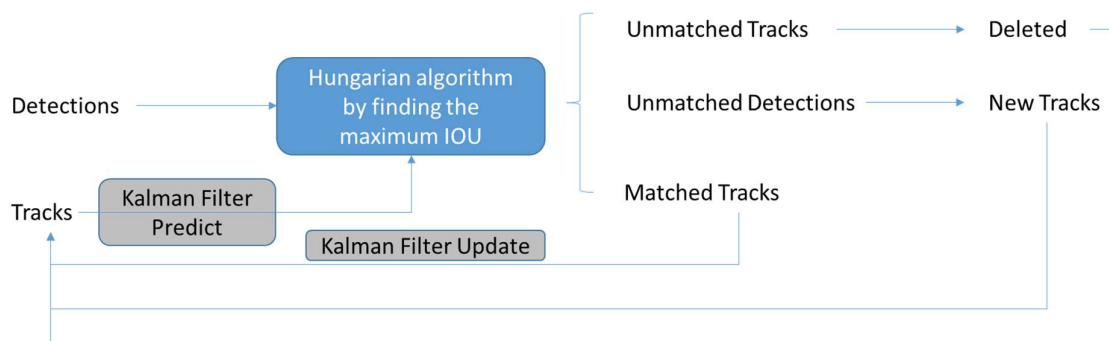 Unmatched Tracks
Deleted
Hungarian algorithm
by finding the
maximum IOU
Detections
Unmatched Detections
New Tracks
Kalman Filter
Predict
Tracks
Matched Tracks
Kalman Filter Update